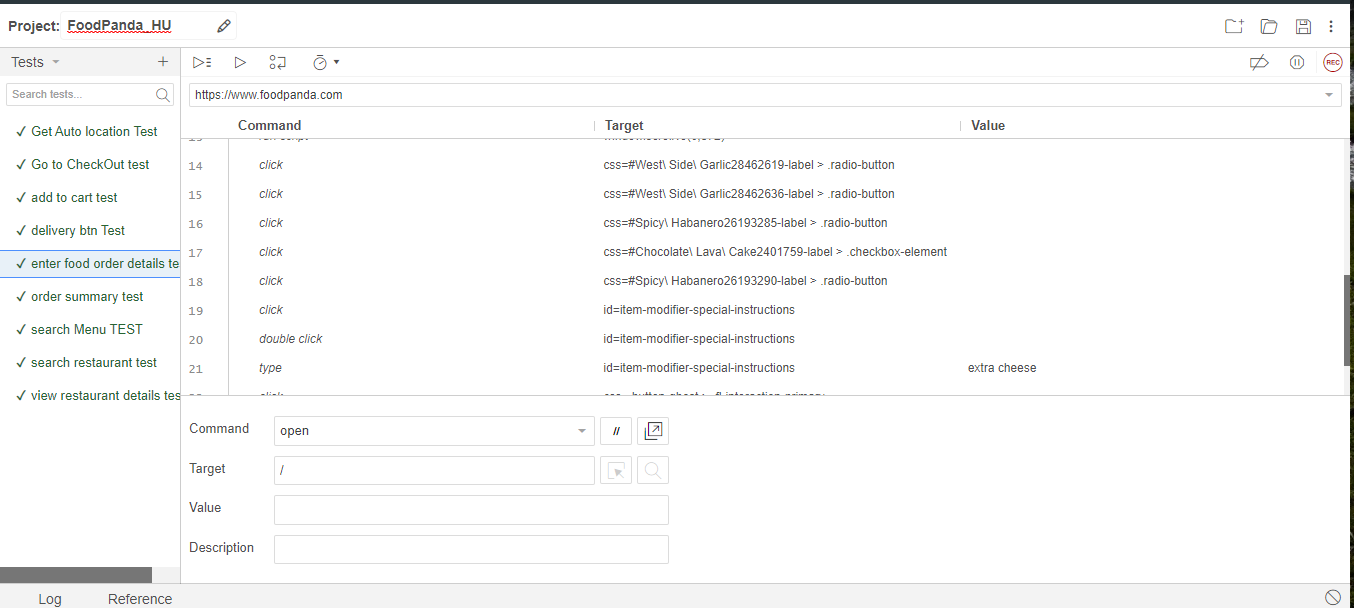 Project: FoodPanda_HU
Tests
Search tests...
✓ Get Auto location Test
✓ Go to CheckOut test
✓ add to cart test
✓ delivery btn Test
✓ enter food order details te
✓ order summary test
✓ search Menu TEST
✓ search restaurant test
✓ view restaurant details tes
REC
https://www.foodpanda.com
Command Target Value
14 click css=#West\ Side\ Garlic28462619-label > .radio-button
15 click css=#West\ Side\ Garlic28462636-label > .radio-button
16 click css=#Spicy\ Habanero26193285-label > .radio-button
17 click css=#Chocolate\ Lava\ Cake2401759-label > .checkbox-element
18 click css=#Spicy\ Habanero26193290-label > .radio-button
19 click id=item-modifier-special-instructions
20 double click id=item-modifier-special-instructions
21 type id=item-modifier-special-instructions extra cheese
Command open //
Target /
Value
Description
Log Reference